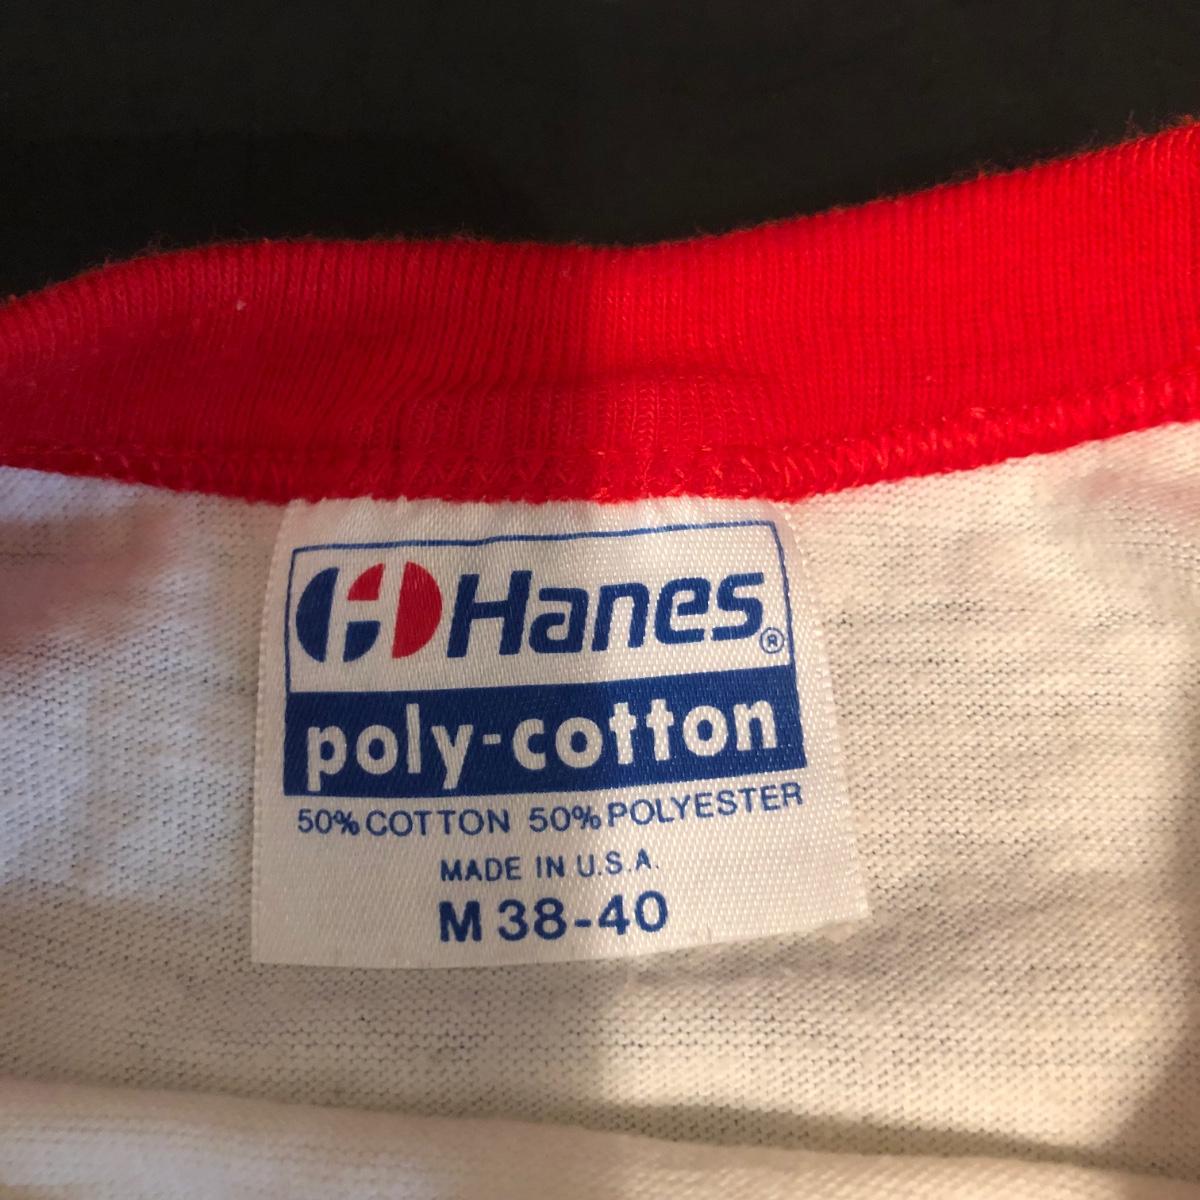 Hanes®
poly-cotton
50% COTTON 50% POLYESTER
MADE IN U.S.A.
M 38-40